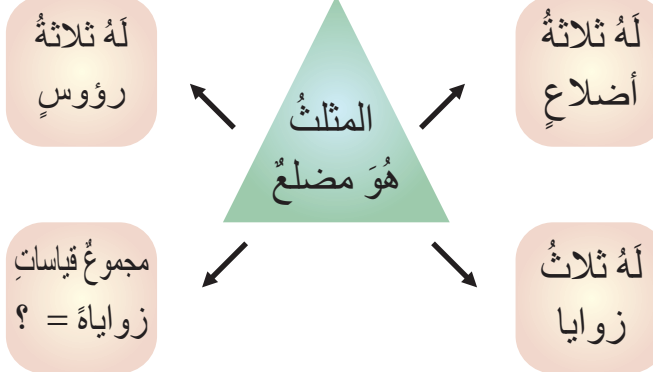 لَهُ ثلاثةُ
أضلاعٍ
لَهُ ثلاثةُ
رؤوسٍ
المثلثُ
هُوَ مضلعٌ
لَهُ ثلاثُ
زوايا
مجموعٌ قياساتِ
زواياهً = ؟